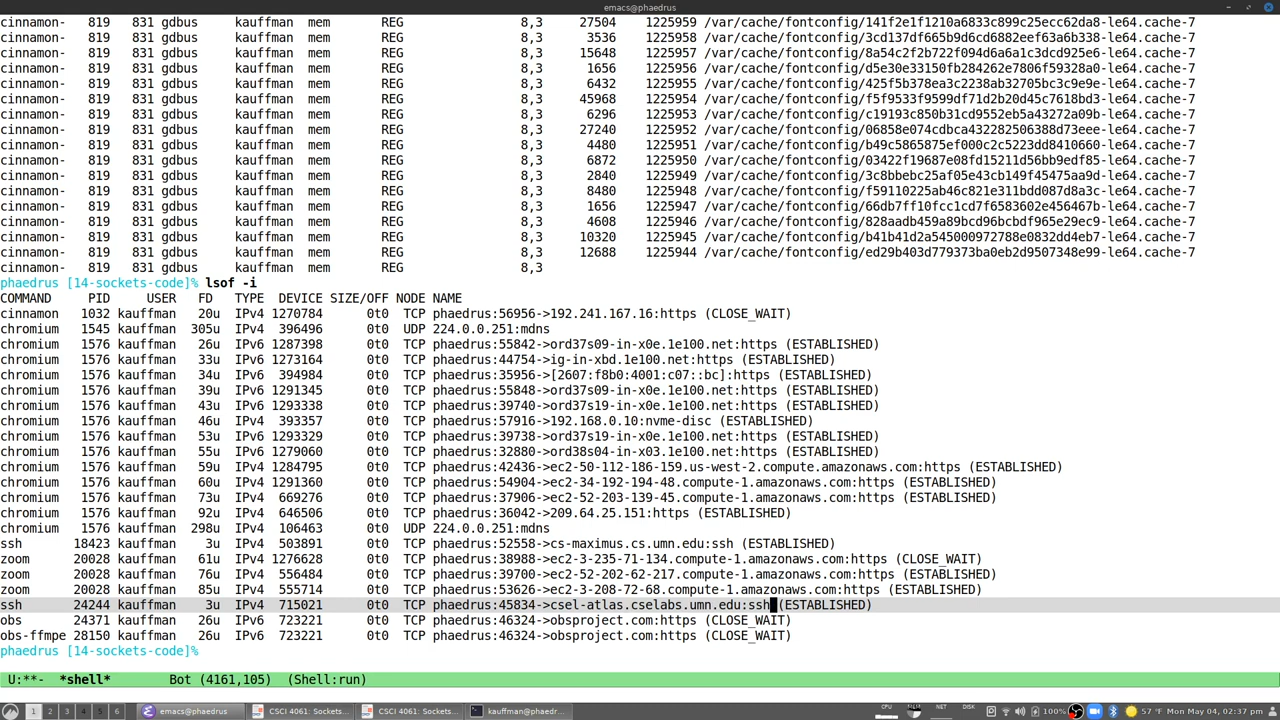 emacs@phaedrus
cinnamon- 819 831 gdbus kauffman mem REG 8,3 27504 1225959 /var/cache/fontconfig/141f2e1f1210a6833c899c25ecc62da8-le64.cache-7
cinnamon- 819 831 gdbus kauffman mem REG 8,3 3536 1225958 /var/cache/fontconfig/3cd137df665b9d6cd6882eef63a6b338-le64.cache-7
cinnamon- 819 831 gdbus kauffman mem REG 8,3 15648 1225957 /var/cache/fontconfig/8a54c2f2b722f094d6a6a1c3dcd925e6-le64.cache-7
cinnamon- 819 831 gdbus kauffman mem REG 8,3 1656 1225956 /var/cache/fontconfig/d5e30e33150fb284262e7806f59328a0-le64.cache-7
cinnamon- 819 831 gdbus kauffman mem REG 8,3 6432 1225955 /var/cache/fontconfig/425f5b378ea3c2238ab32705bc3c9e9e-le64.cache-7
cinnamon- 819 831 gdbus kauffman mem REG 8,3 45968 1225954 /var/cache/fontconfig/f5f9533f9599df71d2b20d45c7618bd3-le64.cache-7
cinnamon- 819 831 gdbus kauffman mem REG 8,3 6296 1225953 /var/cache/fontconfig/c19193c850b31cd9552eb5a43272a09b-le64.cache-7
cinnamon- 819 831 gdbus kauffman mem REG 8,3 27240 1225952 /var/cache/fontconfig/06858e074cdbca432282506388d73eee-le64.cache-7
cinnamon- 819 831 gdbus kauffman mem REG 8,3 4480 1225951 /var/cache/fontconfig/b49c5865875ef000c2c5223dd8410660-le64.cache-7
cinnamon- 819 831 gdbus kauffman mem REG 8,3 6872 1225950 /var/cache/fontconfig/03422f19687e08fd15211d56bb9edf85-le64.cache-7
cinnamon- 819 831 gdbus kauffman mem REG 8,3 2840 1225949 /var/cache/fontconfig/3c8bbebc25af05ecb149f45475aa9d-le64.cache-7
cinnamon- 819 831 gdbus kauffman mem REG 8,3 8480 1225948 /var/cache/fontconfig/f59110225ab46c821e311bdd087d8a3c-le64.cache-7
cinnamon- 819 831 gdbus kauffman mem REG 8,3 1656 1225947 /var/cache/fontconfig/66db7ff10fcc1cd7f6583602e456467b-le64.cache-7
cinnamon- 819 831 gdbus kauffman mem REG 8,3 4608 1225946 /var/cache/fontconfig/828aadb459a89bcd96bcbdf965e29ec9-le64.cache-7
cinnamon- 819 831 gdbus kauffman mem REG 8,3 10320 1225945 /var/cache/fontconfig/b41b41d2a545000972788e0832dd4eb7-le64.cache-7
cinnamon- 819 831 gdbus kauffman mem REG 8,3 12688 1225944 /var/cache/fontconfig/ed29b403d779373ba0eb2d9507348e99-le64.cache-7
cinnamon- 819 831 gdbus kauffman mem REG 8,3
phaedrus [14-sockets-code]% lsof -i
COMMAND PID USER FD TYPE DEVICE SIZE/OFF NODE NAME
cinnamon 1032 kauffman 20u IPv4 1270784 0t0 TCP phaedrus:56956->192.241.167.16:https (CLOSE_WAIT)
chromium 1545 kauffman 305u IPv4 396496 0t0 UDP 224.0.0.251:mdns
chromium 1576 kauffman 26u IPv6 1287398 0t0 TCP phaedrus:55842->ord37s09-in-x0e.1e100.net:https (ESTABLISHED)
chromium 1576 kauffman 33u IPv4 1273164 0t0 TCP phaedrus:44754->ig-in-xbd.1e100.net:https (ESTABLISHED)
chromium 1576 kauffman 34u IPv6 394984 0t0 TCP phaedrus:35956->[2607:f8b0:4001:c07::bc]:https (ESTABLISHED)
chromium 1576 kauffman 39u IPv6 1291345 0t0 TCP phaedrus:55848->ord37s09-in-x0e.1e100.net:https (ESTABLISHED)
chromium 1576 kauffman 43u IPv6 1293338 0t0 TCP phaedrus:39740->ord37s19-in-x0e.1e100.net:https (ESTABLISHED)
chromium 1576 kauffman 46u IPv4 393357 0t0 TCP phaedrus:57916->192.168.0.10:nvme-disc (ESTABLISHED)
chromium 1576 kauffman 53u IPv6 1293329 0t0 TCP phaedrus:39738->ord37s19-in-x0e.1e100.net:https (ESTABLISHED)
chromium 1576 kauffman 55u IPv6 1279060 0t0 TCP phaedrus:32880->ord38s04-in-x03.1e100.net:https (ESTABLISHED)
chromium 1576 kauffman 59u IPv4 1284795 0t0 TCP phaedrus:42436->ec2-50-112-186-159.us-west-2.compute.amazonaws.com:https (ESTABLISHED)
chromium 1576 kauffman 60u IPv4 1291360 0t0 TCP phaedrus:54904->ec2-34-192-194-48.compute-1.amazonaws.com:https (ESTABLISHED)
chromium 1576 kauffman 73u IPv4 669276 0t0 TCP phaedrus:37906->ec2-52-203-139-45.compute-1.amazonaws.com:https (ESTABLISHED)
chromium 1576 kauffman 92u IPv4 646506 0t0 TCP phaedrus:36042->209.64.25.151:https (ESTABLISHED)
chromium 1576 kauffman 298u IPv4 106463 0t0 UDP 224.0.0.251:mdns
ssh 18423 kauffman 3u IPv4 503891 0t0 TCP phaedrus:52558->cs-maximus.cs.umn.edu:ssh (ESTABLISHED)
zoom 20028 kauffman 61u IPv4 1276628 0t0 TCP phaedrus:38988->ec2-3-235-71-134.compute-1.amazonaws.com:https (CLOSE_WAIT)
zoom 20028 kauffman 76u IPv4 556484 0t0 TCP phaedrus:39700->ec2-52-202-62-217.compute-1.amazonaws.com:https (ESTABLISHED)
zoom 20028 kauffman 85u IPv4 555714 0t0 TCP phaedrus:53626->ec2-3-208-72-68.compute-1.amazonaws.com:https (ESTABLISHED)
ssh 24244 kauffman 3u IPv4 715021 0t0 TCP phaedrus:45834->csel-atlas.cselabs.umn.edu:ssh (ESTABLISHED)
obs 24371 kauffman 26u IPv4 723221 0t0 TCP phaedrus:46324->obsproject.com:https (CLOSE_WAIT)
obs-ffmpe 28150 kauffman 26u IPv4 723221 0t0 TCP phaedrus:46324->obsproject.com:https (CLOSE_WAIT)
phaedrus [14-sockets-code]%
U:**- *shell* Bot (4161,105) (Shell:run)
1 2 3 4 5 6 emacs@phaedrus CSCI 4061: Sockets... CSCI 4061: Sockets... kauffman@phaedr... CPU NET DISK 100% 57 °F Mon May 04, 02:37 pm